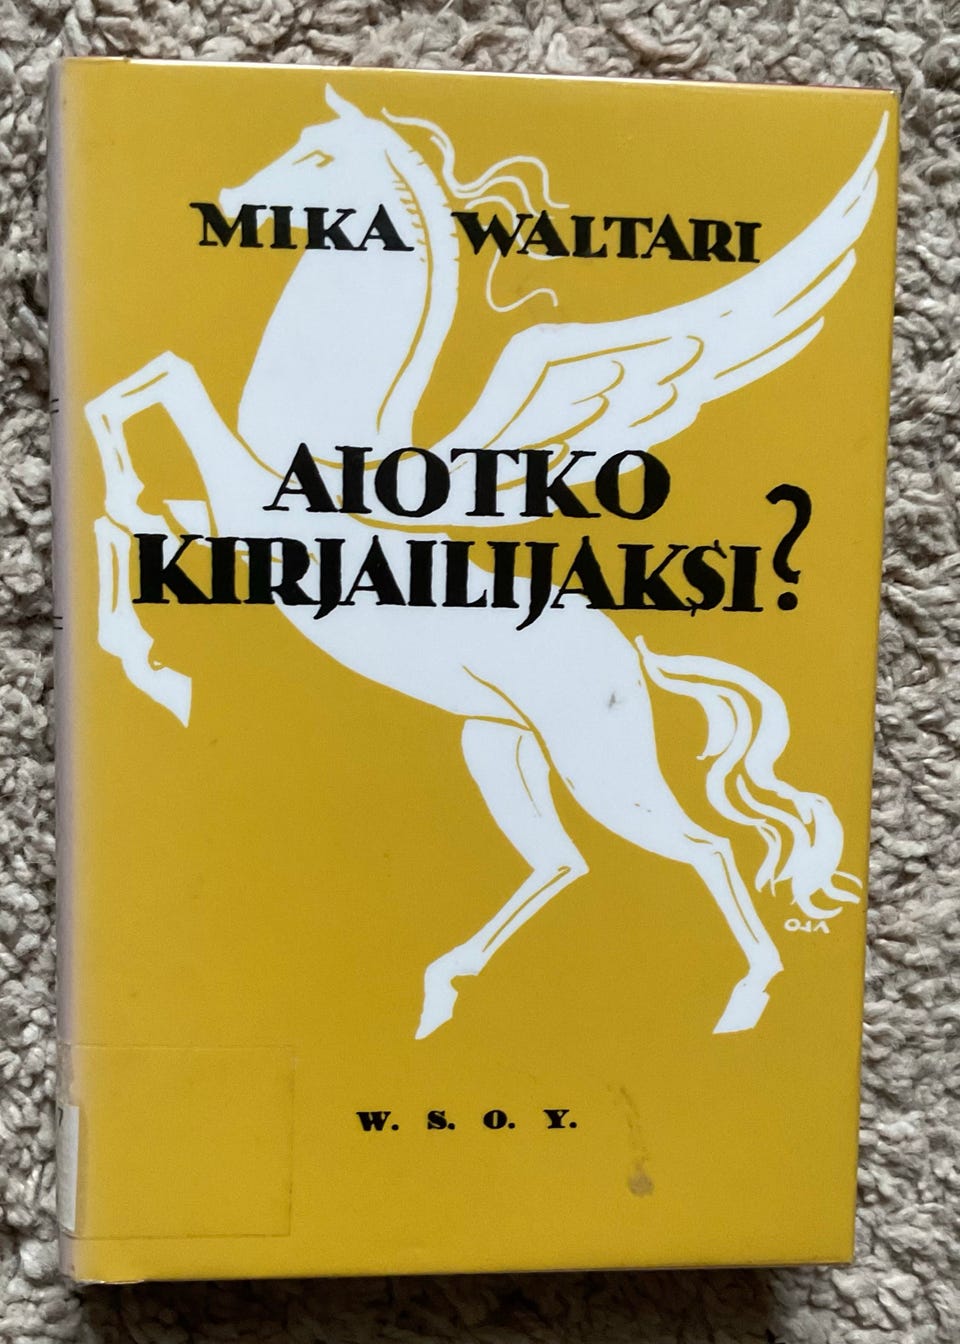 MIKA WALTARI
AIOTKO
KIRJAILIJAKSI?
W. S. O. Y.